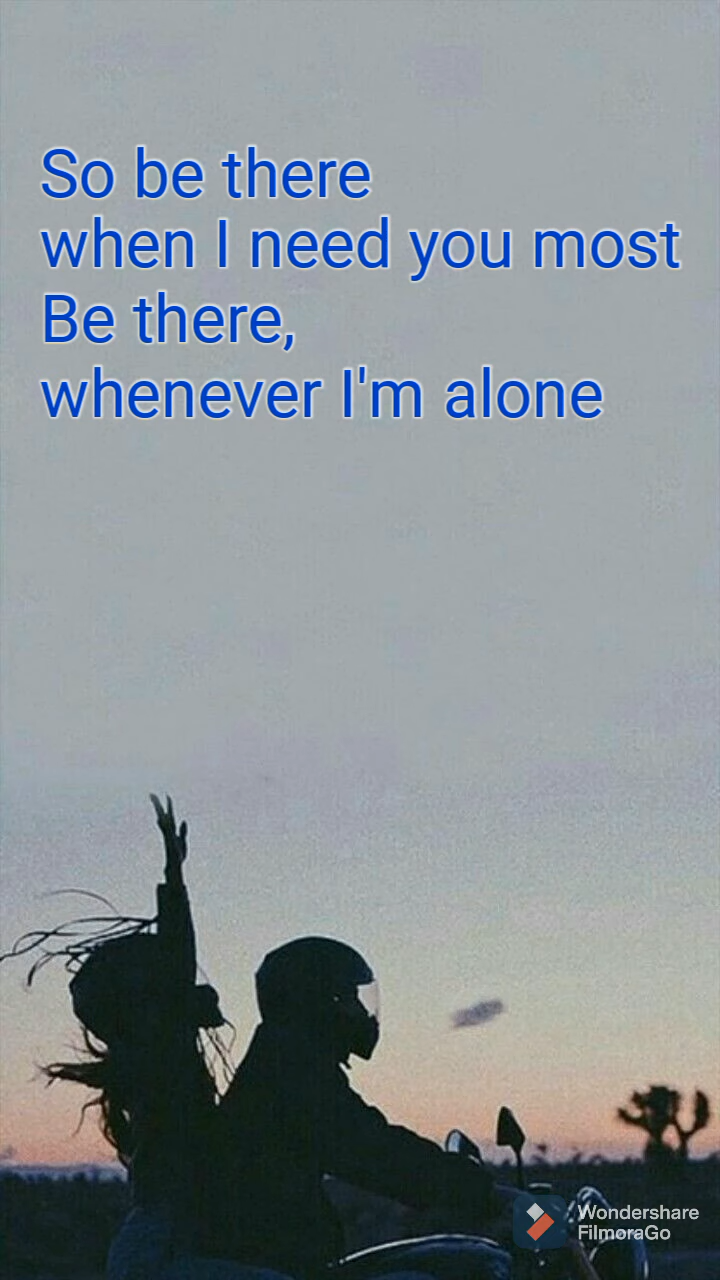 So be there
when I need you most
Be there,
whenever I'm alone
Wondershare
FilmoraGo